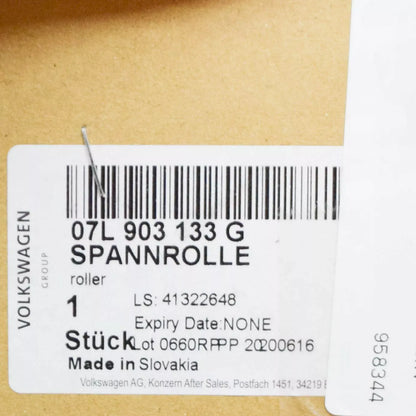 VOLKSWAGEN
GROUP
07L 903 133 G
SPANNROLLE
roller
1 LS: 41322648
Expiry Date:NONE
Stück Lot 0660RPPP 20200616
Made in Slovakia
Volkswagen AG, Konzern After Sales, Postfach 1451, 34219
958344